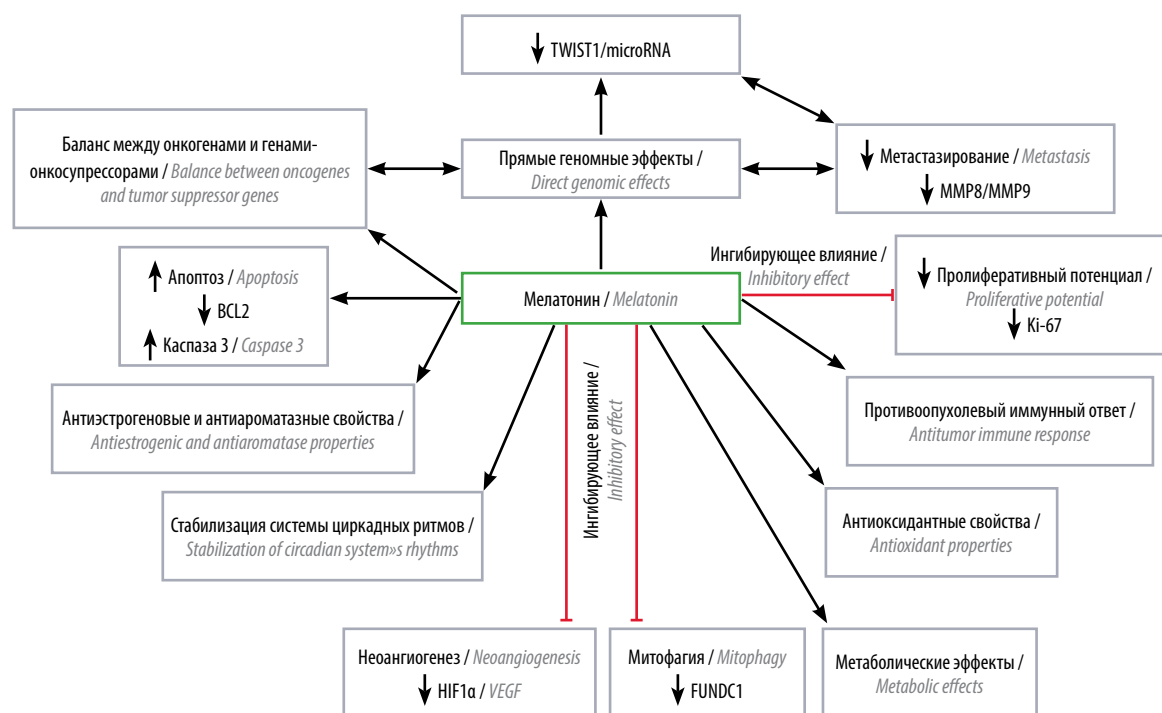 ↓ TWIST1/microRNA
Баланс между онкогенами и генами-
онкосупрессорами / Balance between oncogenes
and tumor suppressor genes
Прямые геномные эффекты /
Direct genomic effects
↓ Метастазирование / Metastasis
↓ MMP8/MMP9
↑ Апоптоз / Apoptosis
↓ BCL2
↑ Каспаза 3 / Caspase 3
Мелатонин / Melatonin
Ингибирующее влияние /
Inhibitory effect
↓ Пролиферативный потенциал /
Proliferative potential
↓ Ki-67
Антиэстрогеновые и антиароматазные свойства /
Antiestrogenic and antiaromatase properties
Ингибирующее влияние /
Inhibitory effect
Противоопухолевый иммунный ответ /
Antitumor immune response
Стабилизация системы циркадных ритмов /
Stabilization of circadian system»s rhythms
Антиоксидантные свойства /
Antioxidant properties
Неоангиогенез / Neoangiogenesis
↓ HIF1α / VEGF
Митофагия / Mitophagy
↓ FUNDC1
Метаболические эффекты /
Metabolic effects